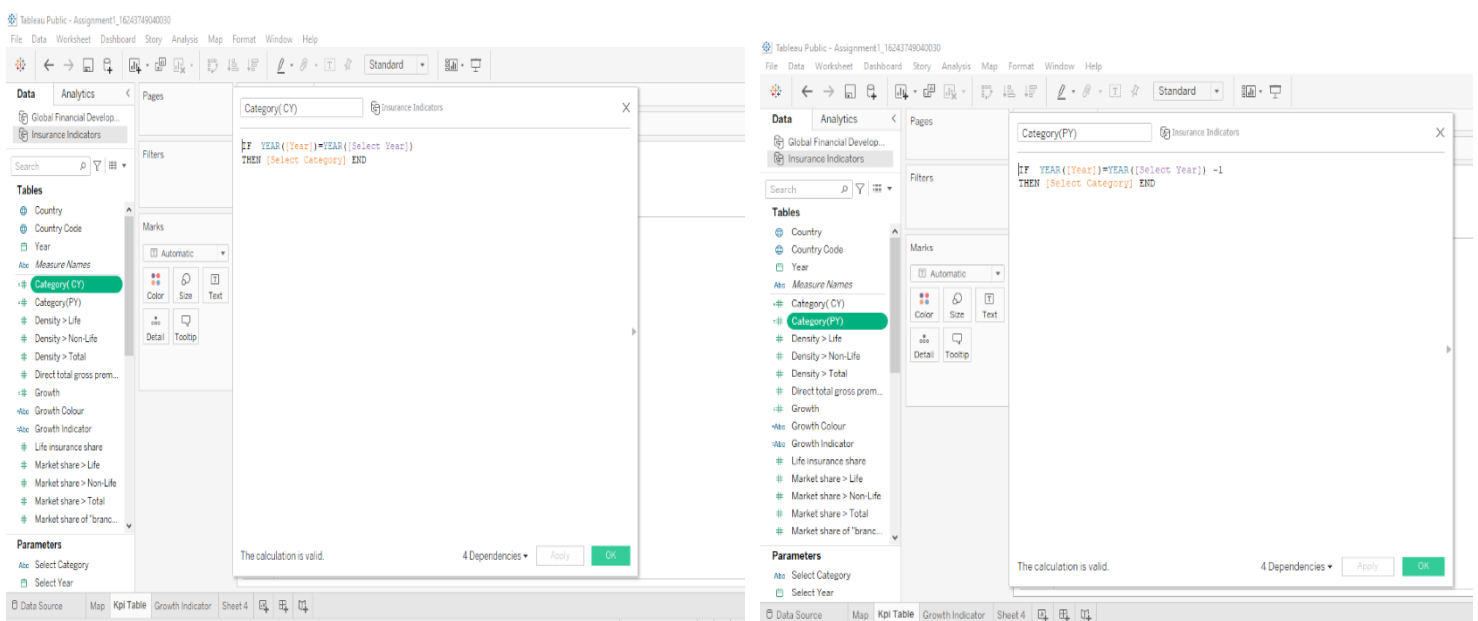 Tableau Public - Assignment1_16243749040030
File Data Worksheet Dashboard Story Analysis Map Format Window Help
Standard
Data Analytics
Pages
Global Financial Develop...
Insurance Indicators
Search
Filters
Tables
Country
Country Code
Year
Abc Measure Names
Category( CY)
Category(PY)
Density > Life
Density > Non-Life
Density > Total
Direct total gross prem...
Growth
Abc Growth Colour
Abc Growth Indicator
Life insurance share
Market share > Life
Market share > Non-Life
Market share > Total
Market share of "branc...
Parameters
Abc Select Category
Select Year
Marks
Automatic
Color Size Text
Detail Tooltip
Category( CY) Insurance Indicators X
IF YEAR([Year])=YEAR([Select Year])
THEN [Select Category] END
The calculation is valid. 4 Dependencies Apply OK
Data Source Map Kpi Table Growth Indicator Sheet 4
Tableau Public - Assignment1_16243749040030
File Data Worksheet Dashboard Story Analysis Map Format Window Help
Standard
Data Analytics
Pages
Global Financial Develop...
Insurance Indicators
Search
Filters
Tables
Country
Country Code
Year
Abc Measure Names
Category( CY)
Category(PY)
Density > Life
Density > Non-Life
Density > Total
Direct total gross prem...
Growth
Abc Growth Colour
Abc Growth Indicator
Life insurance share
Market share > Life
Market share > Non-Life
Market share > Total
Market share of "branc...
Parameters
Abc Select Category
Select Year
Marks
Automatic
Color Size Text
Detail Tooltip
Category(PY) Insurance Indicators X
IF YEAR([Year])=YEAR([Select Year]) -1
THEN [Select Category] END
The calculation is valid. 4 Dependencies Apply OK
Data Source Map Kpi Table Growth Indicator Sheet 4